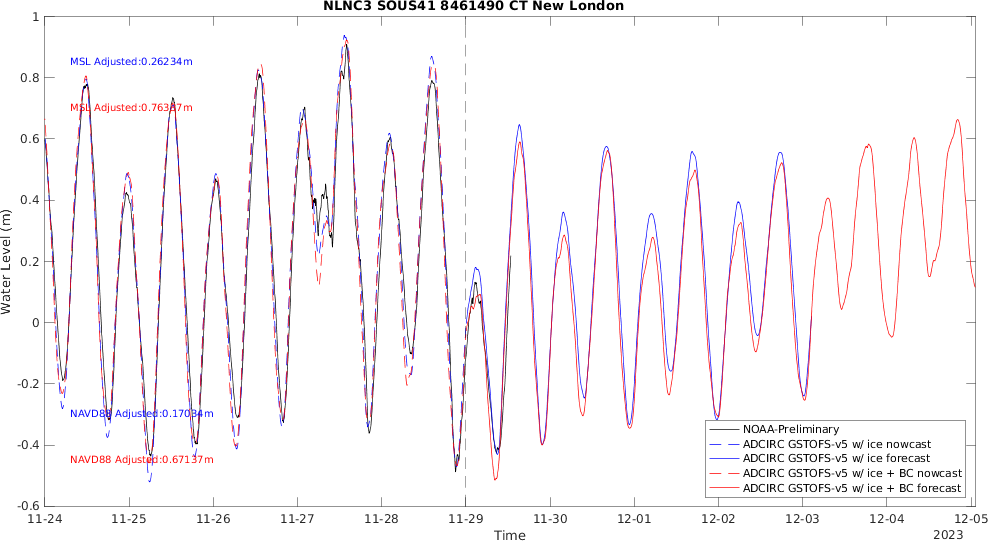 NLNC3 SOUS41 8461490 CT New London
1
0.8
0.6
0.4
0.2
0
-0.2
-0.4
-0.6
Water Level (m)
MSL Adjusted:0.26234m
MSL Adjusted:0.76337m
NAVD88 Adjusted:0.17034m
NAVD88 Adjusted:0.67137m
NOAA-Preliminary
ADCIRC GSTOFS-v5 w/ ice nowcast
ADCIRC GSTOFS-v5 w/ ice forecast
ADCIRC GSTOFS-v5 w/ ice + BC nowcast
ADCIRC GSTOFS-v5 w/ ice + BC forecast
11-24 11-25 11-26 11-27 11-28 11-29 11-30 12-01 12-02 12-03 12-04 12-05
Time
2023